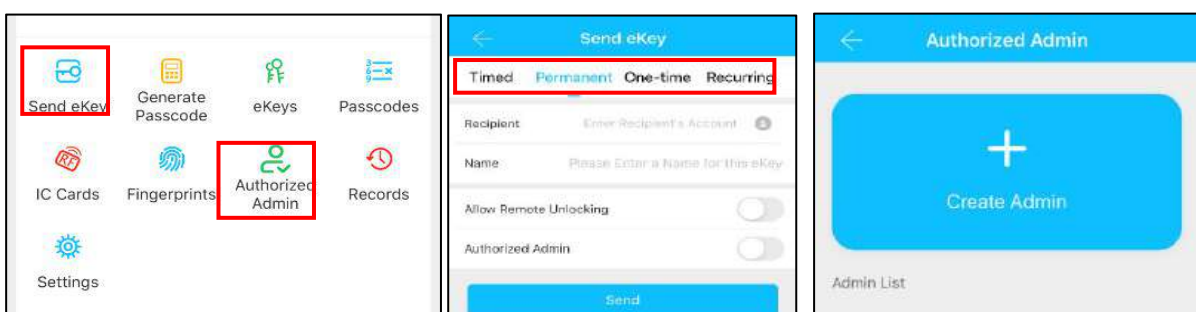 Send eKey
Generate
Passcode
eKeys
Passcodes
IC Cards
Fingerprints
Authorized
Admin
Records
Settings
Send eKey
Timed Permanent One-time Recurring
Recipient Enter Recipient's Account
Name Please Enter a Name for this eKey
Allow Remote Unlocking
Authorized Admin
Send
Authorized Admin
Create Admin
Admin List